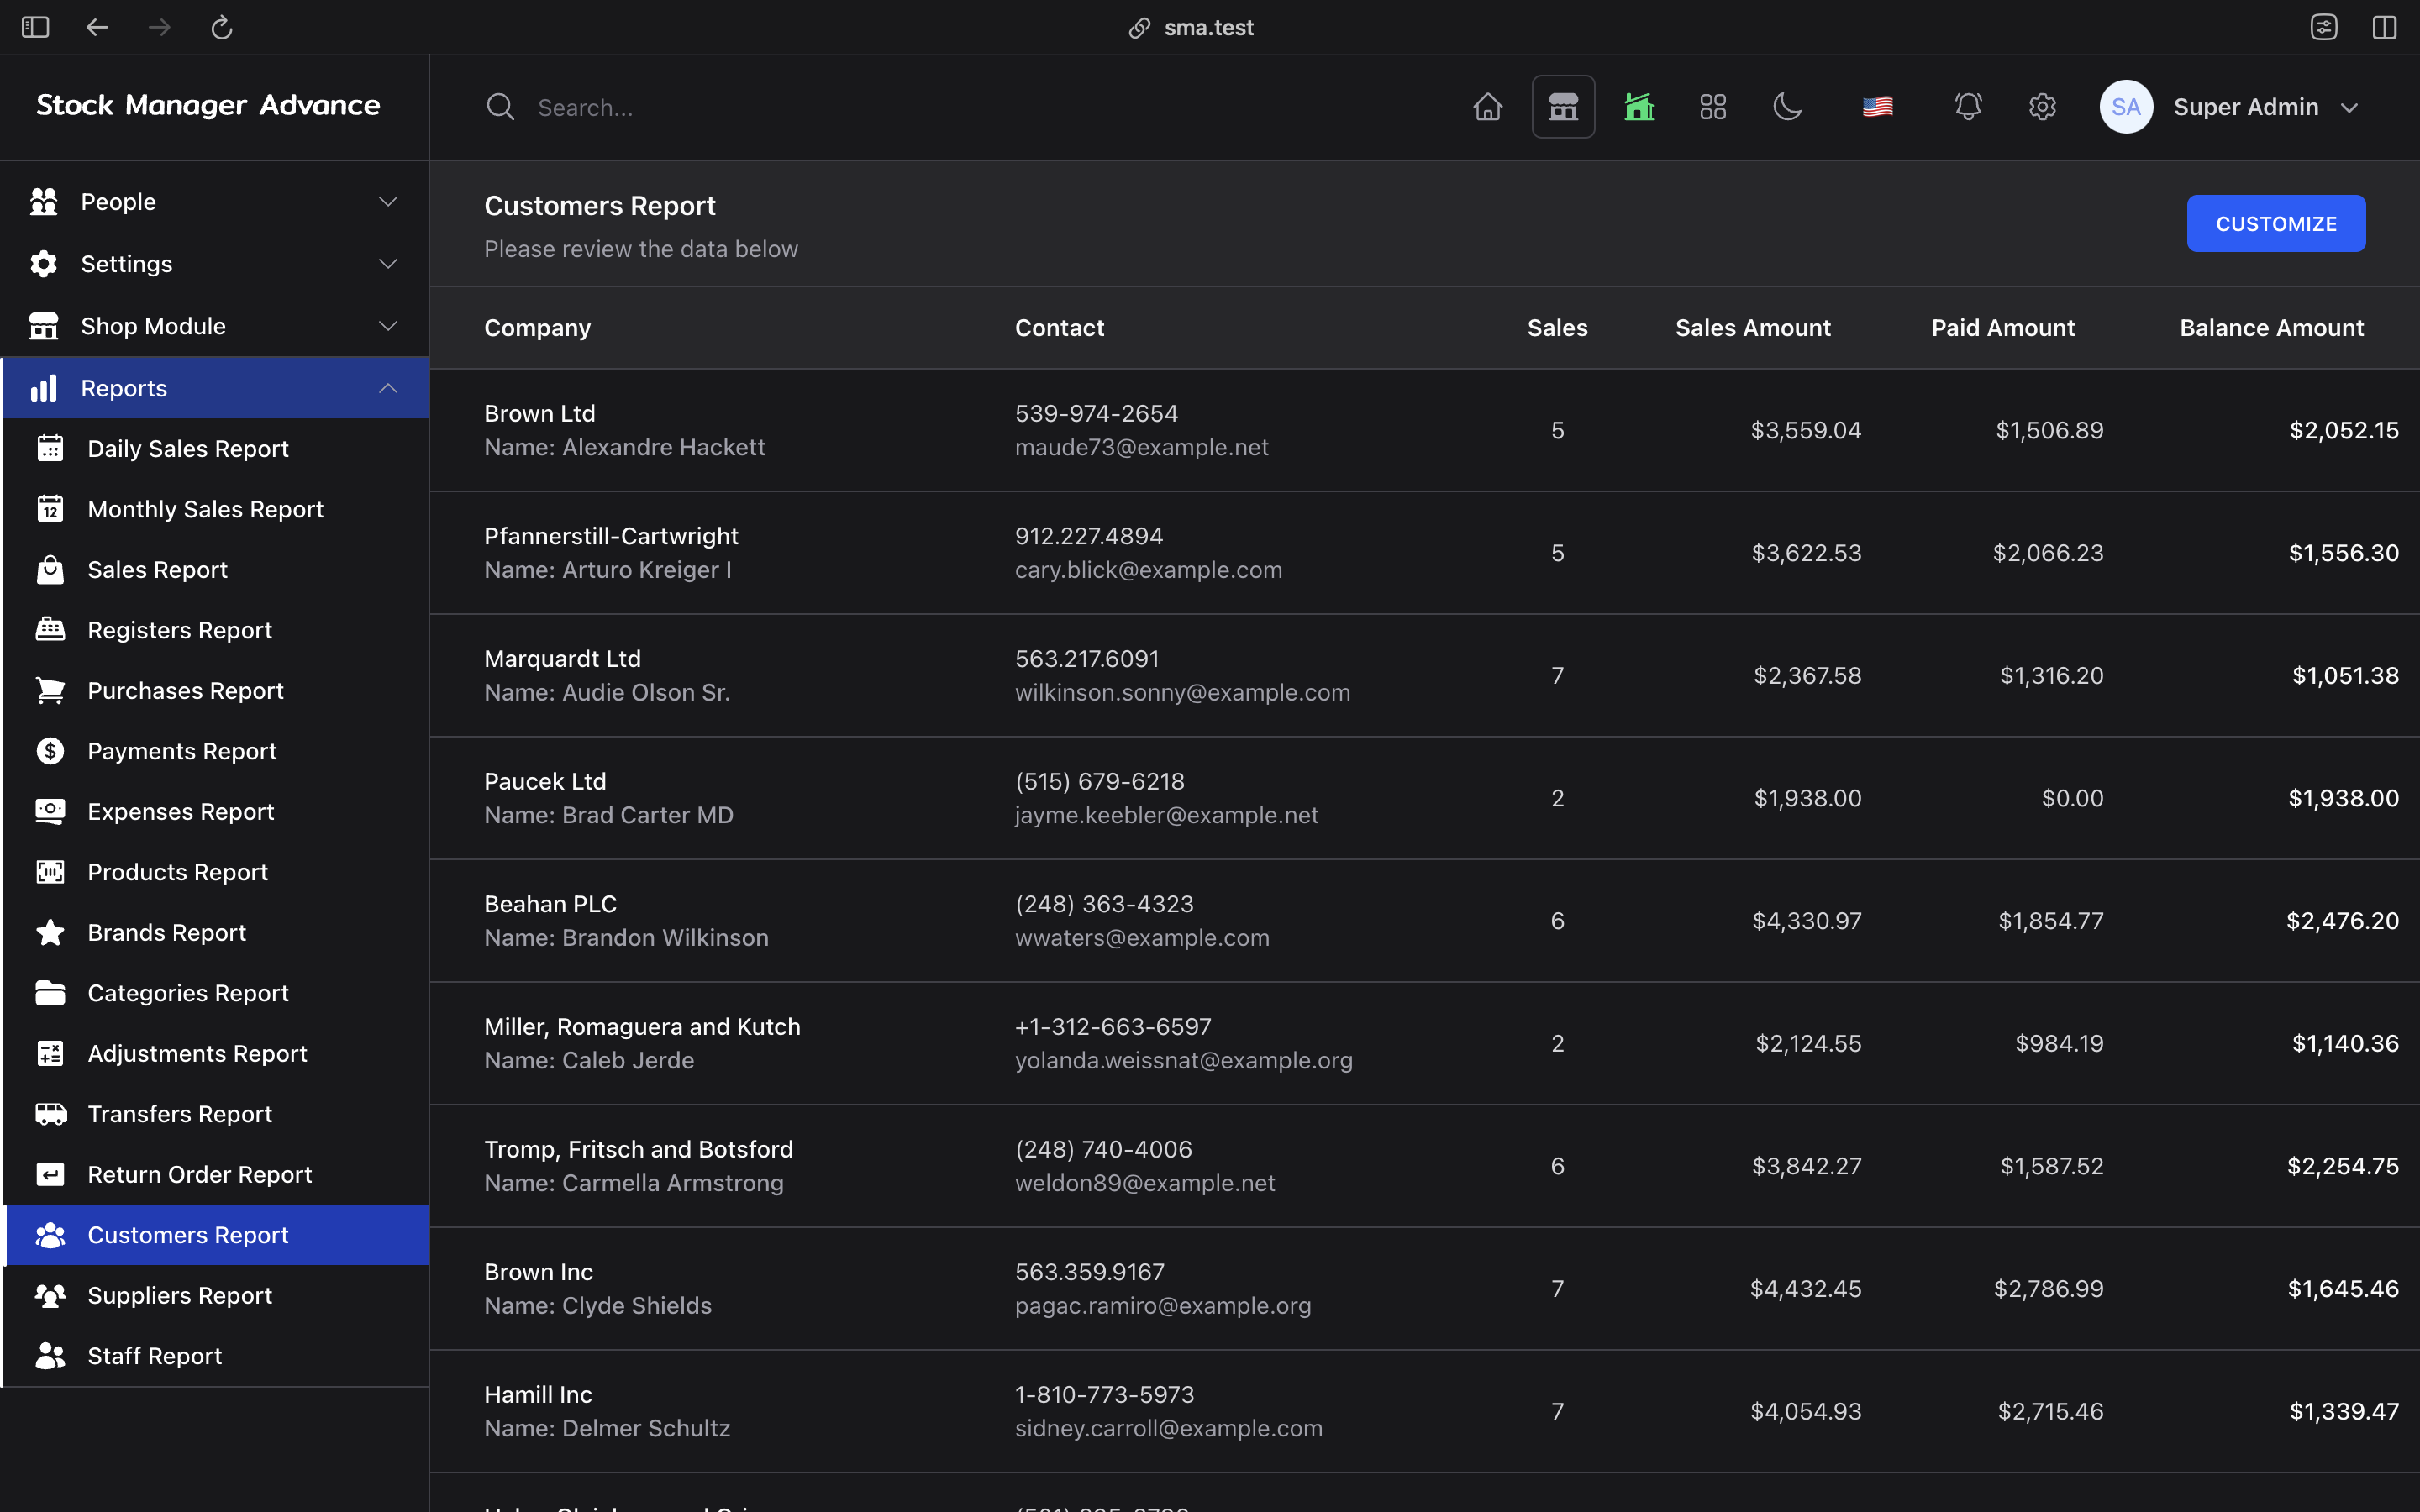 sma.test
Stock Manager Advance
Search...
SA
Super Admin
People
Settings
Shop Module
Reports
Daily Sales Report
12
Monthly Sales Report
Sales Report
Registers Report
Purchases Report
$
Payments Report
Expenses Report
Products Report
Brands Report
Categories Report
Adjustments Report
Transfers Report
Return Order Report
Customers Report
Suppliers Report
Staff Report
Customers Report
Please review the data below
CUSTOMIZE
Company Contact Sales Sales Amount Paid Amount Balance Amount
Brown Ltd 539-974-2654
Name: Alexandre Hackett maude73@example.net
5 $3,559.04 $1,506.89 $2,052.15
Pfannerstill-Cartwright 912.227.4894
Name: Arturo Kreiger I cary.blick@example.com
5 $3,622.53 $2,066.23 $1,556.30
Marquardt Ltd 563.217.6091
Name: Audie Olson Sr. wilkinson.sonny@example.com
7 $2,367.58 $1,316.20 $1,051.38
Paucek Ltd (515) 679-6218
Name: Brad Carter MD jayme.keebler@example.net
2 $1,938.00 $0.00 $1,938.00
Beahan PLC (248) 363-4323
Name: Brandon Wilkinson wwaters@example.com
6 $4,330.97 $1,854.77 $2,476.20
Miller, Romaguera and Kutch +1-312-663-6597
Name: Caleb Jerde yolanda.weissnat@example.org
2 $2,124.55 $984.19 $1,140.36
Tromp, Fritsch and Botsford (248) 740-4006
Name: Carmella Armstrong weldon89@example.net
6 $3,842.27 $1,587.52 $2,254.75
Brown Inc 563.359.9167
Name: Clyde Shields pagac.ramiro@example.org
7 $4,432.45 $2,786.99 $1,645.46
Hamill Inc 1-810-773-5973
Name: Delmer Schultz sidney.carroll@example.com
7 $4,054.93 $2,715.46 $1,339.47